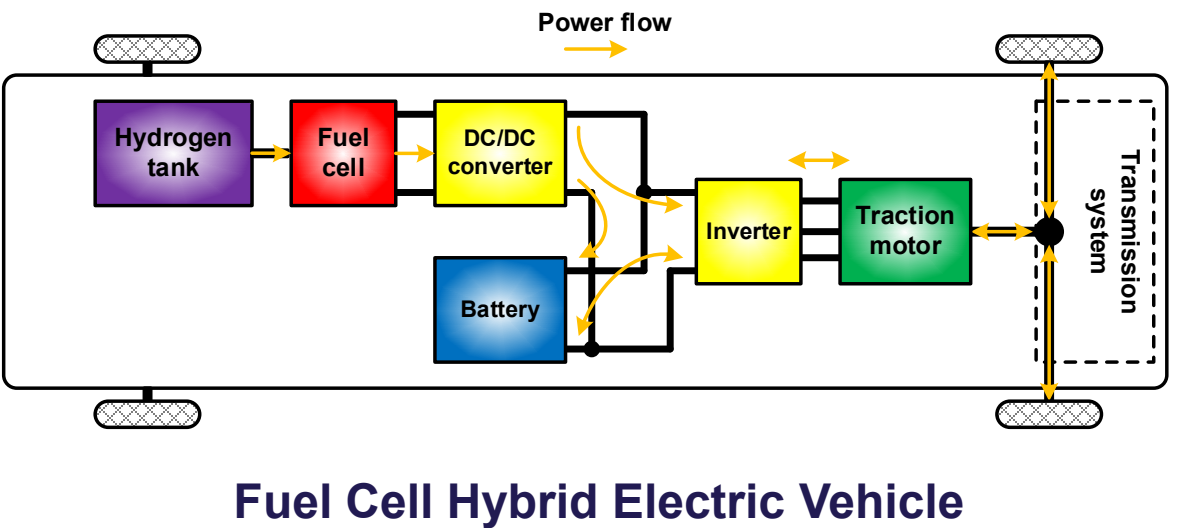 Power flow
Hydrogen
tank
Fuel
cell
DC/DC
converter
Battery
Inverter
Traction
motor
Transmission
system
Fuel Cell Hybrid Electric Vehicle